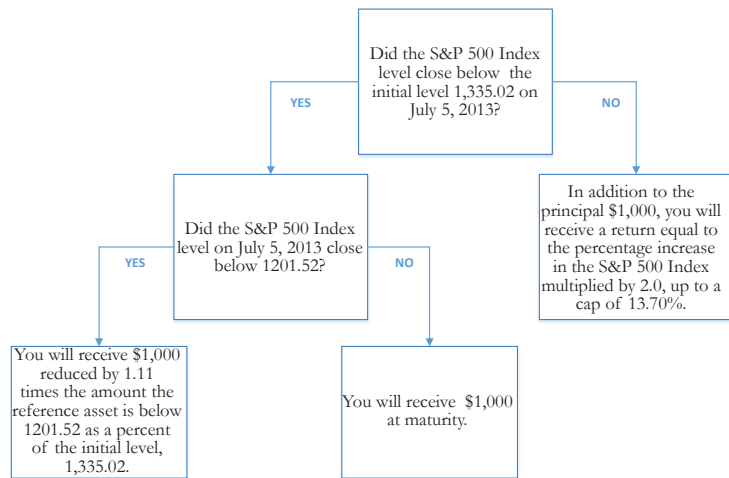 Did the S&P 500 Index
level close below the
initial level 1,335.02 on
July 5, 2013?
YES
NO
Did the S&P 500 Index
level on July 5, 2013 close
below 1201.52?
In addition to the
principal $1,000, you will
receive a return equal to
the percentage increase
in the S&P 500 Index
multiplied by 2.0, up to a
cap of 13.70%.
YES
NO
You will receive $1,000
reduced by 1.11
times the amount the
reference asset is below
1201.52 as a percent
of the initial level,
1,335.02.
You will receive $1,000
at maturity.